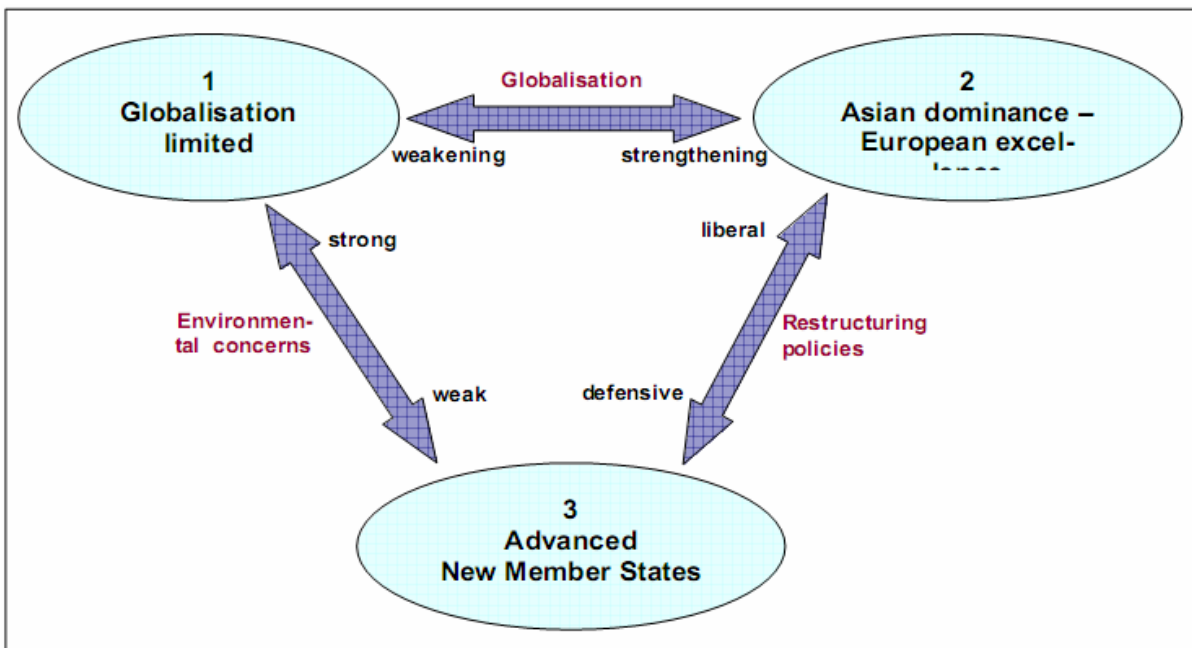 1
Globalisation
limited
Globalisation
weakening
strengthening
2
Asian dominance –
European excel-
strong
Environmen-
tal concerns
weak
liberal
Restructuring
policies
defensive
3
Advanced
New Member States